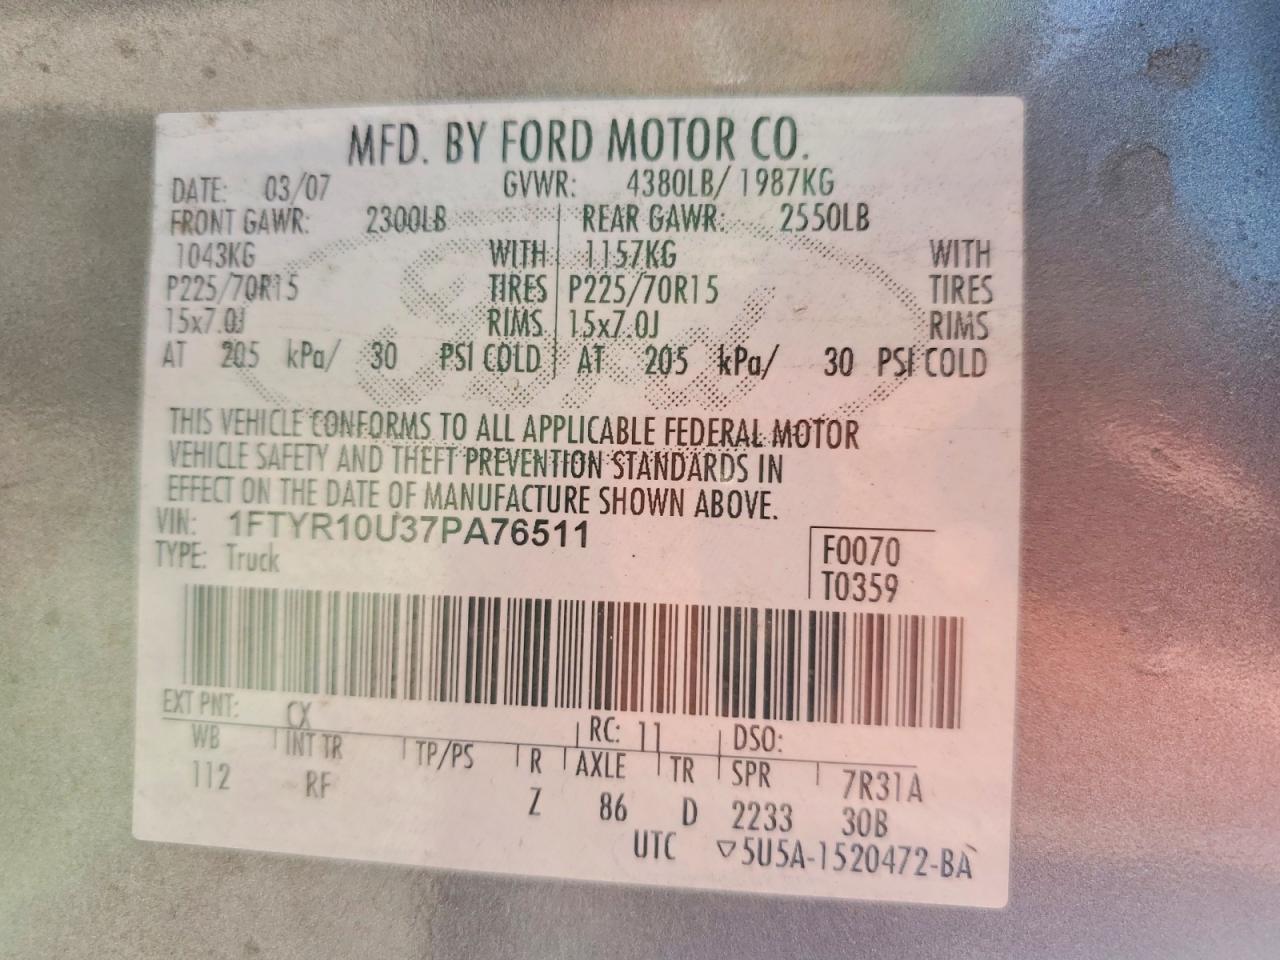 MFD. BY FORD MOTOR CO.
DATE: 03/07 GVWR: 4380LB/ 1987KG
FRONT GAWR: 2300LB REAR GAWR: 2550LB
1043KG WITH 1157KG WITH
P225/70R15 TIRES P225/70R15 TIRES
15x7.0J RIMS 15x7.0J RIMS
AT 205 kPa/ 30 PSI COLD AT 205 kPa/ 30 PSI COLD
THIS VEHICLE CONFORMS TO ALL APPLICABLE FEDERAL MOTOR
VEHICLE SAFETY AND THEFT PREVENTION STANDARDS IN
EFFECT ON THE DATE OF MANUFACTURE SHOWN ABOVE.
VIN: 1FTYR10U37PA76511
TYPE: Truck
F0070
T0359
EXT PNT: CX RC: 11 DSO:
WB INT TR TP/PS R AXLE TR SPR 7R31A
112 RF Z 86 D 2233 30B
UTC ▽5U5A-1520472-BA